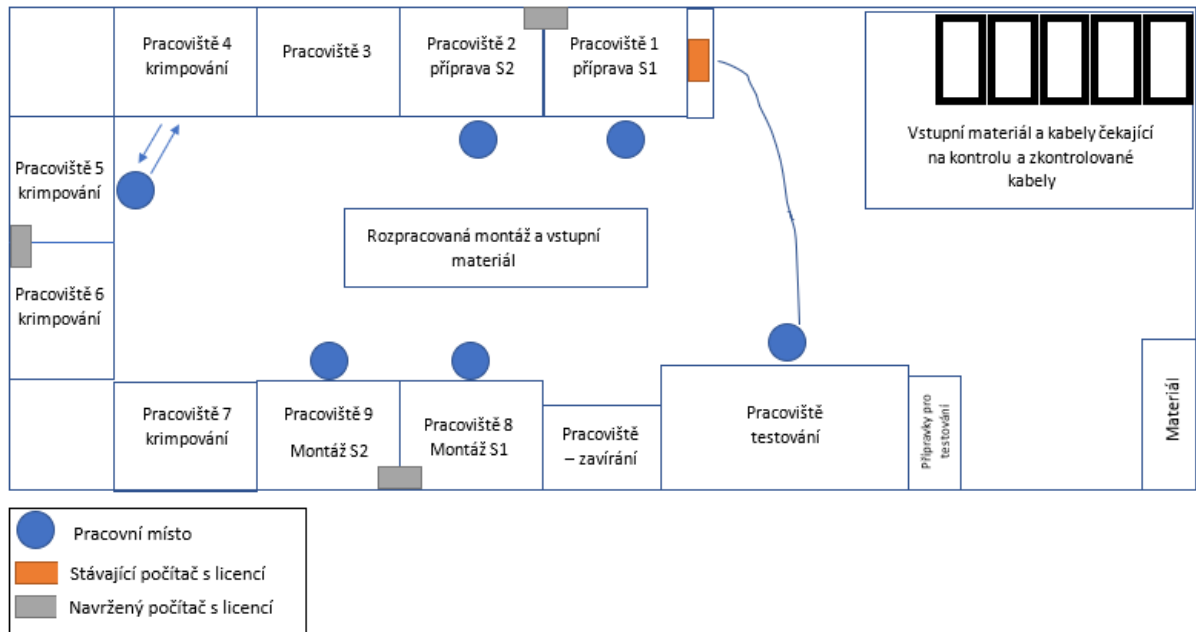 Pracoviště 4
krimpování
Pracoviště 3
Pracoviště 2
příprava S2
Pracoviště 1
příprava S1
Vstupní materiál a kabely čekající
na kontrolu a zkontrolované
kabely
Pracoviště 5
krimpování
Rozpracovaná montáž a vstupní
materiál
Pracoviště 6
krimpování
Pracoviště 7
krimpování
Pracoviště 9
Montáž S2
Pracoviště 8
Montáž S1
Pracoviště
– zavírání
Pracoviště
testování
Přípravky pro
testování
Materiál
Pracovní místo
Stávající počítač s licencí
Navržený počítač s licencí